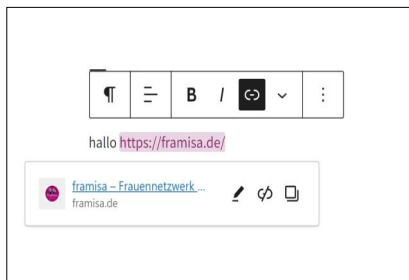 ¶ B I
hallo https://framisa.de/
framisa – Frauennetzwerk ...
framisa.de